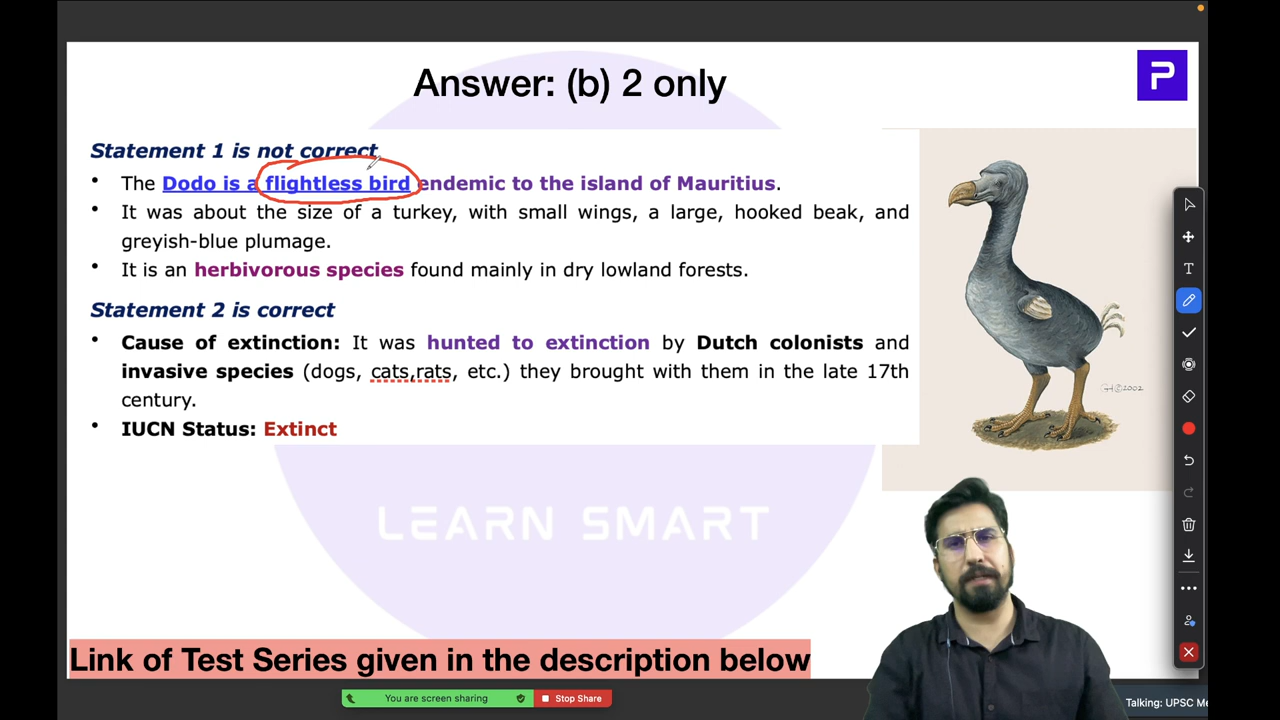 Answer: (b) 2 only
P
Statement 1 is not correct
• The Dodo is a flightless bird endemic to the island of Mauritius.
• It was about the size of a turkey, with small wings, a large, hooked beak, and
greyish-blue plumage.
• It is an herbivorous species found mainly in dry lowland forests.
Statement 2 is correct
• Cause of extinction: It was hunted to extinction by Dutch colonists and
invasive species (dogs, cats,rats, etc.) they brought with them in the late 17th
century.
• IUCN Status: Extinct
©2002
LEARN SMART
Link of Test Series given in the description below
You are screen sharing
Stop Share
Talking: UPSC Me
T